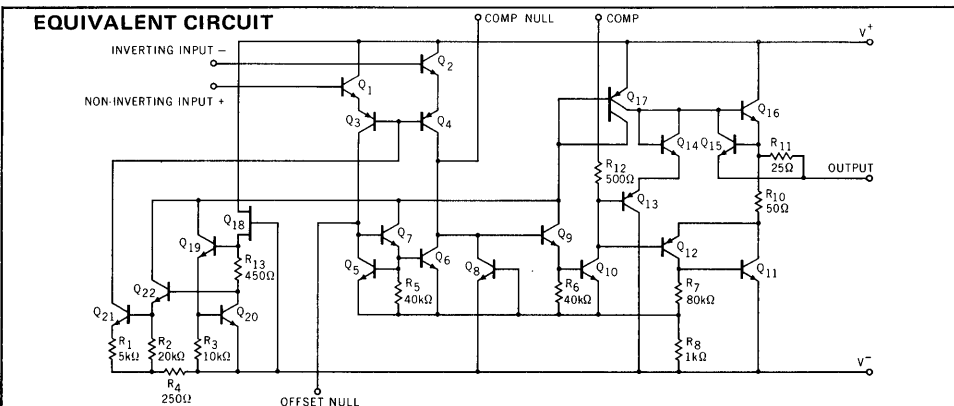 EQUIVALENT CIRCUIT
COMP NULL
COMP
V+
INVERTING INPUT –
NON-INVERTING INPUT +
Q1
Q2
Q3
Q4
Q17
Q16
Q14
Q15
R11
25Ω
OUTPUT
R12
500Ω
Q13
R10
50Ω
Q18
Q19
R13
450Ω
Q7
Q5
Q6
Q8
Q9
Q10
Q12
Q11
R5
40kΩ
R6
40kΩ
R7
80kΩ
Q22
Q21
Q20
R1
5kΩ
R2
20kΩ
R3
10kΩ
R8
1kΩ
V–
R4
250Ω
OFFSET NULL